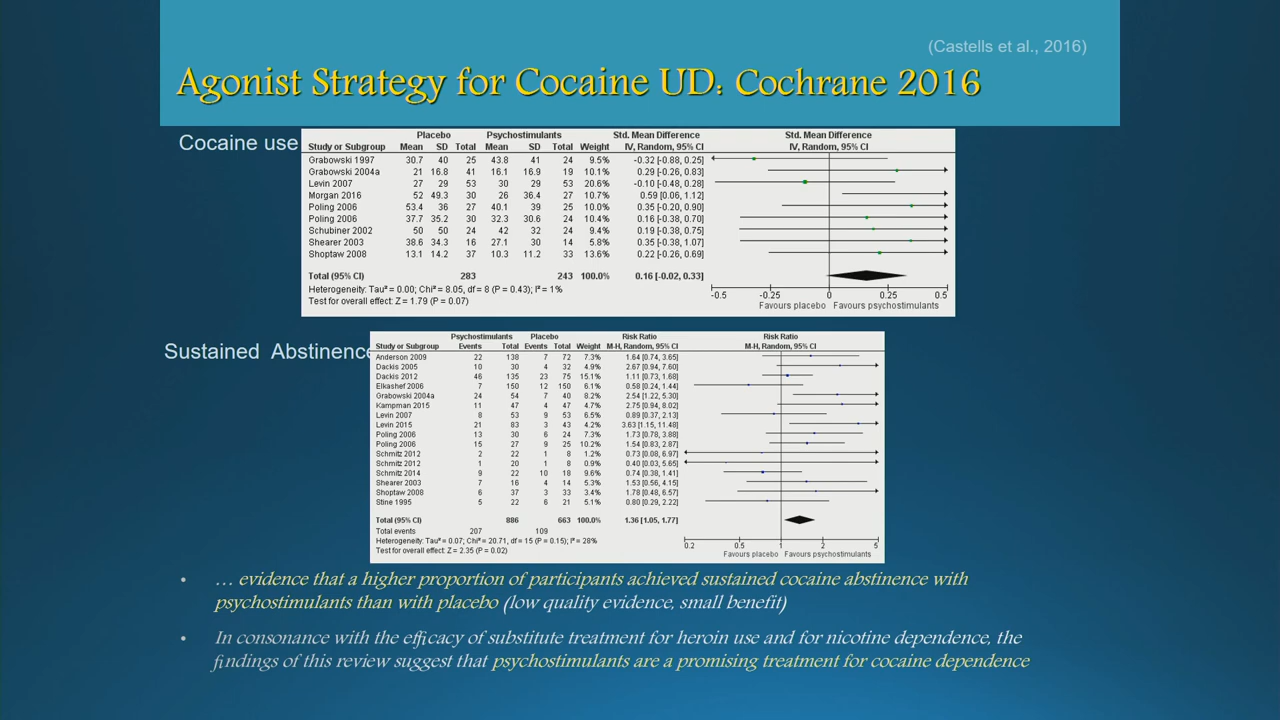 (Castells et al., 2016)
Agonist Strategy for Cocaine UD: Cochrane 2016
Cocaine use
Placebo Psychostimulants Std. Mean Difference Std. Mean Difference
Study or Subgroup Mean SD Total Mean SD Total Weight IV, Random, 95% CI IV, Random, 95% CI
Grabowski 1997 30.7 40 25 43.8 41 24 9.5% -0.32 [-0.88, 0.25]
Grabowski 2004a 21 16.8 41 16.1 16.9 19 10.1% 0.29 [-0.26, 0.83]
Levin 2007 27 29 53 30 29 53 20.6% -0.10 [-0.48, 0.28]
Morgan 2016 52 49.3 30 26 36.4 27 10.7% 0.59 [0.06, 1.12]
Poling 2006 53.4 36 27 40.1 39 25 10.0% 0.35 [-0.20, 0.90]
Poling 2006 37.7 35.2 30 32.3 30.6 24 10.4% 0.16 [-0.38, 0.70]
Schubiner 2002 50 50 24 42 32 24 9.4% 0.19 [-0.38, 0.75]
Shearer 2003 38.6 34.3 16 27.1 30 14 5.8% 0.35 [-0.38, 1.07]
Shoptaw 2008 13.1 14.2 37 10.3 11.2 33 13.6% 0.22 [-0.26, 0.69]
Total (95% CI) 283 243 100.0% 0.16 [-0.02, 0.33]
Heterogeneity: Tau² = 0.00; Chi² = 8.05, df = 8 (P = 0.43); I² = 1%
Test for overall effect: Z = 1.79 (P = 0.07)
-0.5 -0.25 0 0.25 0.5
Favours placebo Favours psychostimulants
Sustained Abstinence
Psychostimulants Placebo Risk Ratio Risk Ratio
Study or Subgroup Events Total Events Total Weight M-H, Random, 95% CI M-H, Random, 95% CI
Anderson 2009 22 138 7 72 7.3% 1.64 [0.74, 3.65]
Dackis 2005 10 30 4 32 5.0% 2.67 [0.94, 7.60]
Dackis 2012 46 135 23 75 15.1% 1.11 [0.73, 1.68]
Elkashef 2006 7 150 12 150 6.1% 0.58 [0.24, 1.44]
Grabowski 2004a 24 54 7 40 8.2% 2.54 [1.22, 5.30]
Kampman 2015 11 47 4 47 4.8% 2.75 [0.94, 8.02]
Levin 2007 8 53 9 53 6.2% 0.89 [0.37, 2.13]
Levin 2015 21 83 3 43 4.2% 3.63 [1.15, 11.48]
Poling 2006 13 30 6 24 7.7% 1.73 [0.78, 3.88]
Poling 2006 15 27 9 25 10.2% 1.54 [0.83, 2.87]
Schmitz 2012 2 22 1 8 1.2% 0.73 [0.08, 6.97]
Schmitz 2012 1 20 1 8 0.9% 0.40 [0.03, 5.65]
Schmitz 2014 9 22 10 18 9.6% 0.74 [0.38, 1.41]
Shearer 2003 7 16 4 14 5.2% 1.53 [0.56, 4.15]
Shoptaw 2008 6 37 3 33 3.4% 1.78 [0.48, 6.57]
Stine 1995 5 22 6 21 5.1% 0.80 [0.29, 2.22]
Total (95% CI) 886 663 100.0% 1.36 [1.05, 1.77]
Total events 207 109
Heterogeneity: Tau² = 0.07; Chi² = 20.71, df = 15 (P = 0.15); I² = 28%
Test for overall effect: Z = 2.35 (P = 0.02)
0.2 0.5 1 2 5
Favours placebo Favours psychostimulants
• … evidence that a higher proportion of participants achieved sustained cocaine abstinence with
psychostimulants than with placebo (low quality evidence, small benefit)
• In consonance with the efficacy of substitute treatment for heroin use and for nicotine dependence, the
findings of this review suggest that psychostimulants are a promising treatment for cocaine dependence